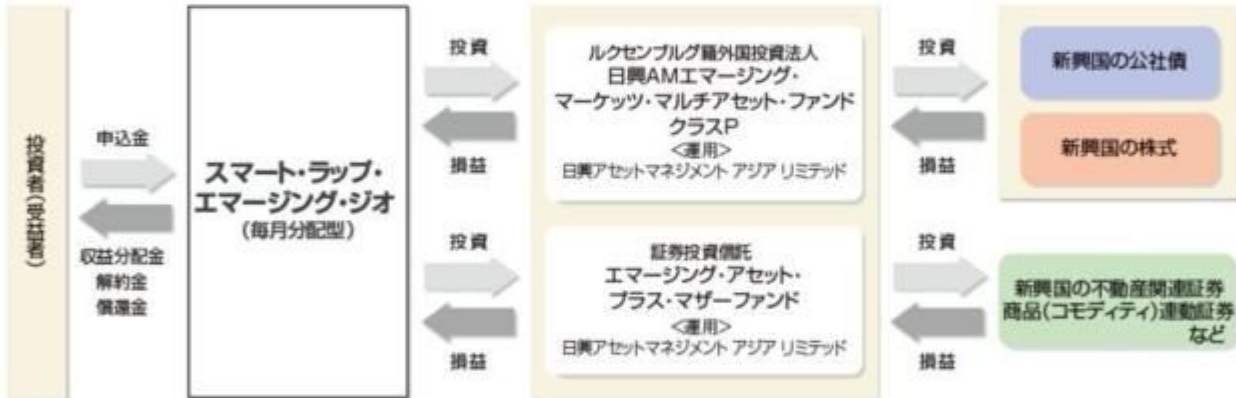 投資者(受益者)
申込金
収益分配金
解約金
償還金
スマート・ラップ・
エマージング・ジオ
(毎月分配型)
投資
損益
投資
損益
ルクセンブルグ籍外国投資法人
日興AMエマージング・
マーケッツ・マルチアセット・ファンド
クラスP
<運用>
日興アセットマネジメント アジア リミテッド
証券投資信託
エマージング・アセット・
プラス・マザーファンド
<運用>
日興アセットマネジメント アジア リミテッド
投資
損益
投資
損益
新興国の公社債
新興国の株式
新興国の不動産関連証券
商品(コモディティ)連動証券
など